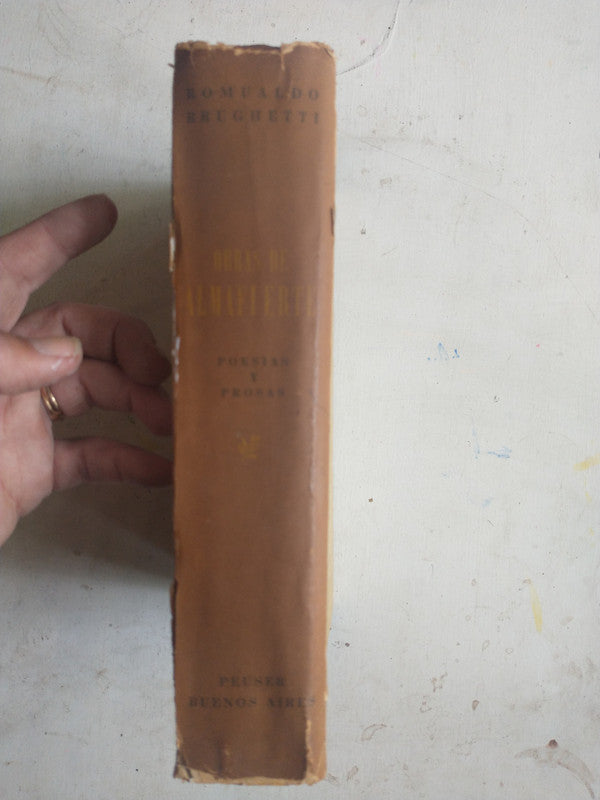 ROMUALDO
BRUGHETTI
OBRAS DE
ALMAFUERTE
POESIAS
Y
PROSAS
PEUSER
BUENOS AIRES